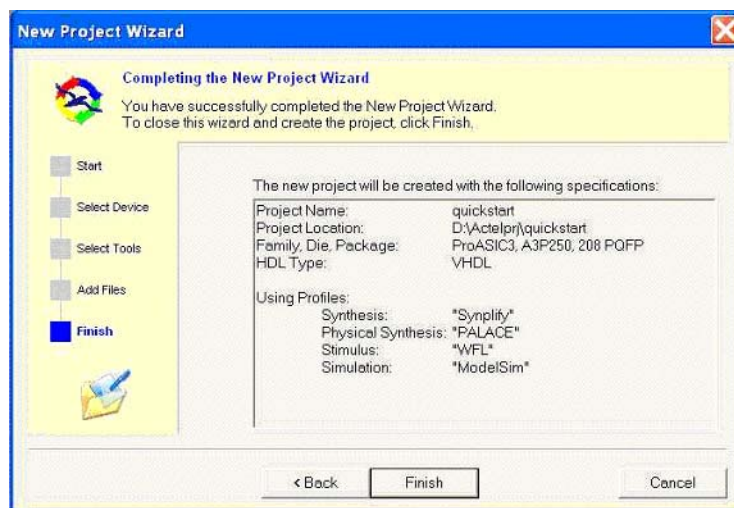 New Project Wizard
Completing the New Project Wizard
You have successfully completed the New Project Wizard.
To close this wizard and create the project, click Finish.
Start
Select Device
Select Tools
Add Files
Finish
The new project will be created with the following specifications:
Project Name: quickstart
Project Location: D:\Actelprj\quickstart
Family, Die, Package: ProASIC3, A3P250, 208 PQFP
HDL Type: VHDL
Using Profiles:
Synthesis: "Synplify"
Physical Synthesis: "PALACE"
Stimulus: "WFL"
Simulation: "ModelSim"
< Back
Finish
Cancel